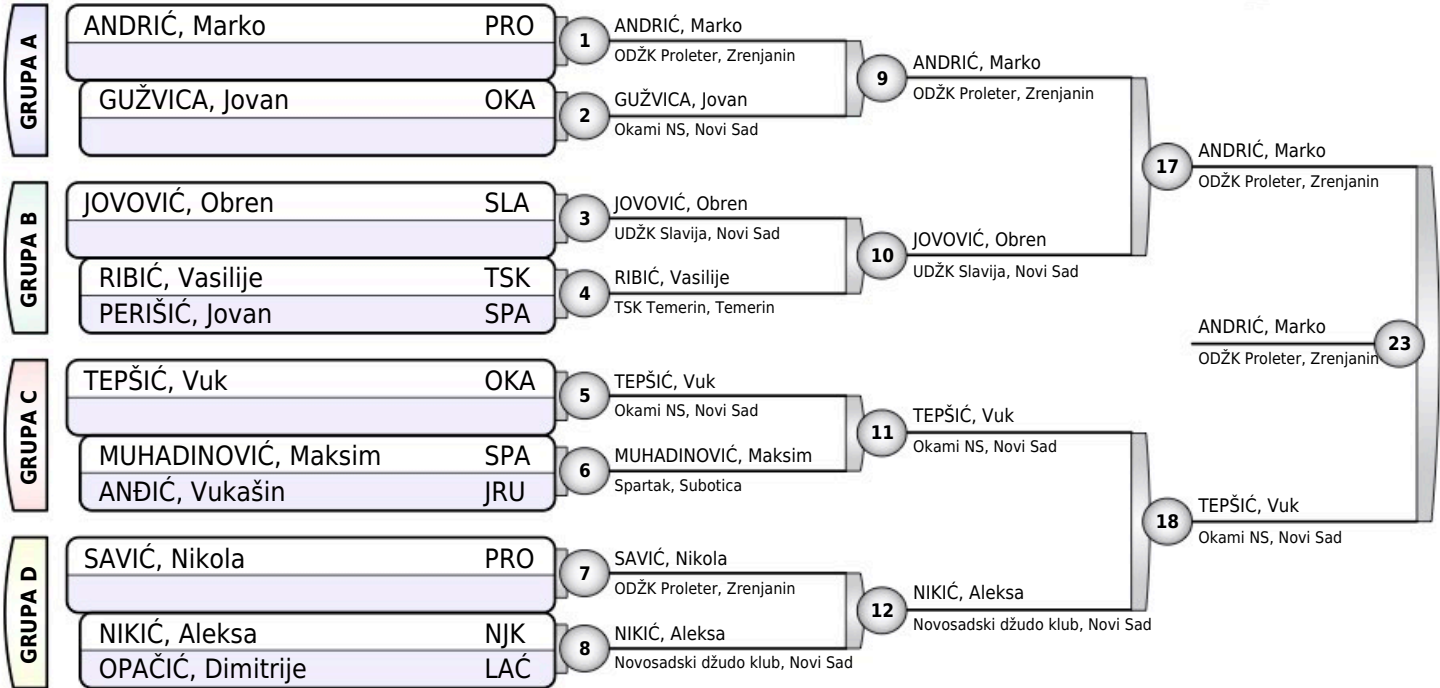 GRUPA A
ANDRIĆ, Marko PRO
GUŽVICA, Jovan OKA
1
ANDRIĆ, Marko
ODŽK Proleter, Zrenjanin
2
GUŽVICA, Jovan
Okami NS, Novi Sad
9
ANDRIĆ, Marko
ODŽK Proleter, Zrenjanin
GRUPA B
JOVOVIĆ, Obren SLA
RIBIĆ, Vasilije TSK
PERIŠIĆ, Jovan SPA
3
JOVOVIĆ, Obren
UDŽK Slavija, Novi Sad
4
RIBIĆ, Vasilije
TSK Temerin, Temerin
10
JOVOVIĆ, Obren
UDŽK Slavija, Novi Sad
17
ANDRIĆ, Marko
ODŽK Proleter, Zrenjanin
GRUPA C
TEPŠIĆ, Vuk OKA
MUHADINOVIĆ, Maksim SPA
ANĐIĆ, Vukašin JRU
5
TEPŠIĆ, Vuk
Okami NS, Novi Sad
6
MUHADINOVIĆ, Maksim
Spartak, Subotica
11
TEPŠIĆ, Vuk
Okami NS, Novi Sad
GRUPA D
SAVIĆ, Nikola PRO
NIKIĆ, Aleksa NJK
OPAČIĆ, Dimitrije LAĆ
7
SAVIĆ, Nikola
ODŽK Proleter, Zrenjanin
8
NIKIĆ, Aleksa
Novosadski džudo klub, Novi Sad
12
NIKIĆ, Aleksa
Novosadski džudo klub, Novi Sad
18
TEPŠIĆ, Vuk
Okami NS, Novi Sad
ANDRIĆ, Marko
ODŽK Proleter, Zrenjanin
23